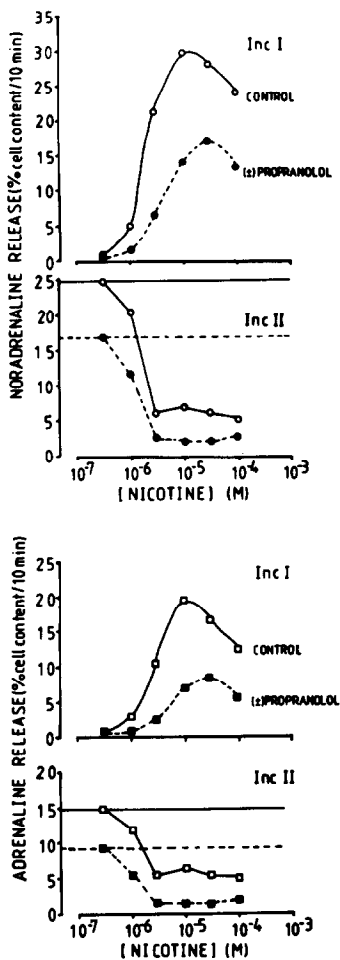 NORADRENALINE RELEASE (% cell content/10 min)
Inc I
35
30
25
20
15
10
5
0
CONTROL
(±) PROPRANOLOL
Inc II
25
20
15
10
5
0
10⁻⁷ 10⁻⁶ 10⁻⁵ 10⁻⁴ 10⁻³
[NICOTINE] (M)
ADRENALINE RELEASE (% cell content/10 min)
Inc I
25
20
15
10
5
0
CONTROL
(±)PROPRANOLOL
Inc II
20
15
10
5
0
10⁻⁷ 10⁻⁶ 10⁻⁵ 10⁻⁴ 10⁻³
[NICOTINE] (M)